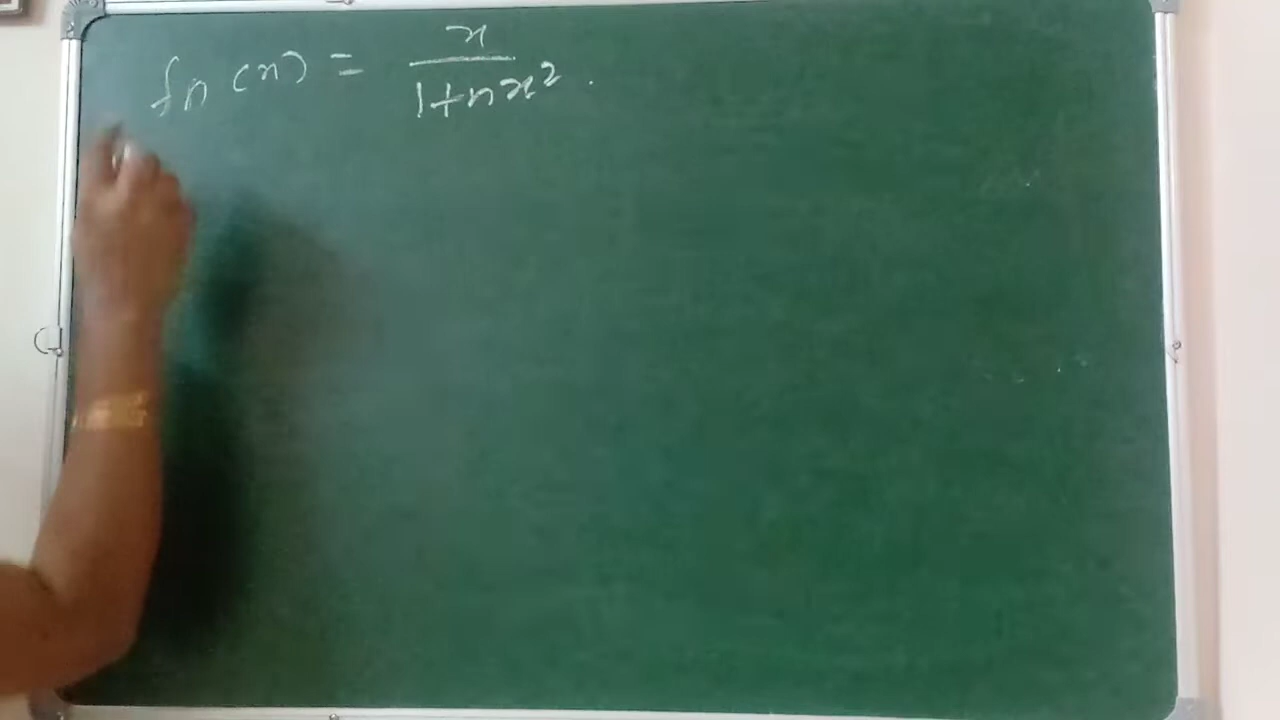 fn(x) = x / 1+nx².